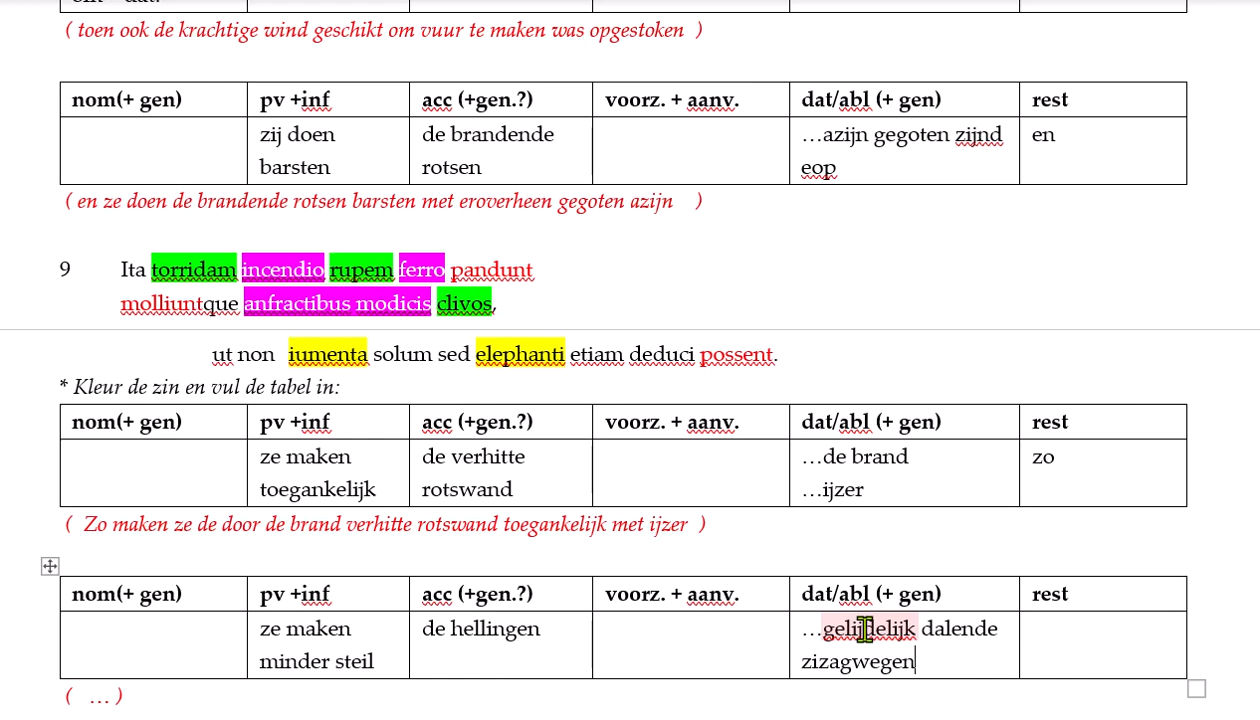 ( toen ook de krachtige wind geschikt om vuur te maken was opgestoken )
nom(+ gen) pv +inf acc (+gen.?) voorz. + aanv. dat/abl (+ gen) rest
zij doen de brandende …azijn gegoten zijnd en
barsten rotsen eop
( en ze doen de brandende rotsen barsten met eroverheen gegoten azijn )
9 Ita torridam incendio rupem ferro pandunt
molliuntque anfractibus modicis clivos,
ut non iumenta solum sed elephanti etiam deduci possent.
* Kleur de zin en vul de tabel in:
nom(+ gen) pv +inf acc (+gen.?) voorz. + aanv. dat/abl (+ gen) rest
ze maken de verhitte …de brand zo
toegankelijk rotswand …ijzer
( Zo maken ze de door de brand verhitte rotswand toegankelijk met ijzer )
nom(+ gen) pv +inf acc (+gen.?) voorz. + aanv. dat/abl (+ gen) rest
ze maken de hellingen … dalende
minder steil zizagwegen
( … )